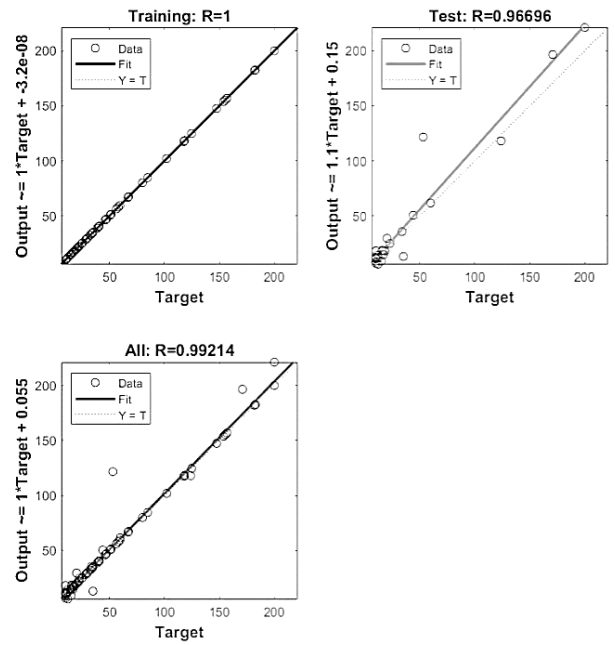 Training: R=1
Output ~= 1*Target + -3.2e-08
200
150
100
50
Data
Fit
Y = T
50 100 150 200
Target
Test: R=0.96696
Output ~= 1.1*Target + 0.15
200
150
100
50
Data
Fit
Y = T
50 100 150 200
Target
All: R=0.99214
Output ~= 1*Target + 0.055
200
150
100
50
Data
Fit
Y = T
50 100 150 200
Target